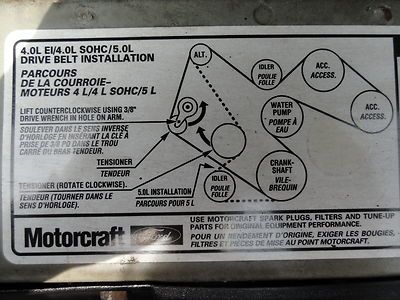 4.0L EI/4.0L SOHC/5.0L
DRIVE BELT INSTALLATION
PARCOURS
DE LA COURROIE-
MOTEURS 4 L/4 L SOHC/5 L
LIFT COUNTERCLOCKWISE USING 3/8"
DRIVE WRENCH IN HOLE ON ARM.
SOULEVER DANS LE SENS INVERSE
D'HORLOGE EN INSÉRANT LA CLÉ A
PRISE DE 3/8 PO DANS LE TROU
CARRÉ DU BRAS TENDEUR.
TENSIONER
TENDEUR
TENSIONER (ROTATE CLOCKWISE).
TENDEUR (TOURNER DANS LE
SENS D'HORLOGE).
5.0L INSTALLATION
PARCOURS POUR 5 L
ALT.
IDLER
POULIE
FOLLE
ACC.
ACCESS.
WATER
PUMP
POMPE À
EAU
ACC.
ACCESS.
CRANK-
SHAFT
VILE-
BREQUIN
IDLER
POULIE
FOLLE
Motorcraft
Ford
USE MOTORCRAFT SPARK PLUGS, FILTERS AND TUNE-UP
PARTS FOR ORIGINAL EQUIPMENT PERFORMANCE.
POUR UN RENDEMENT D'ORIGINE, EXIGER LES BOUGIES,
FILTRES ET PIÈCES DE MISE AU POINT MOTORCRAFT.